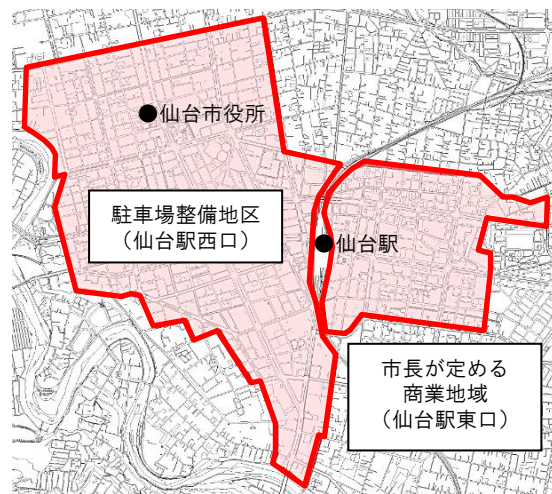 ●仙台市役所
駐車場整備地区
（仙台駅西口）
●仙台駅
市長が定める
商業地域
（仙台駅東口）